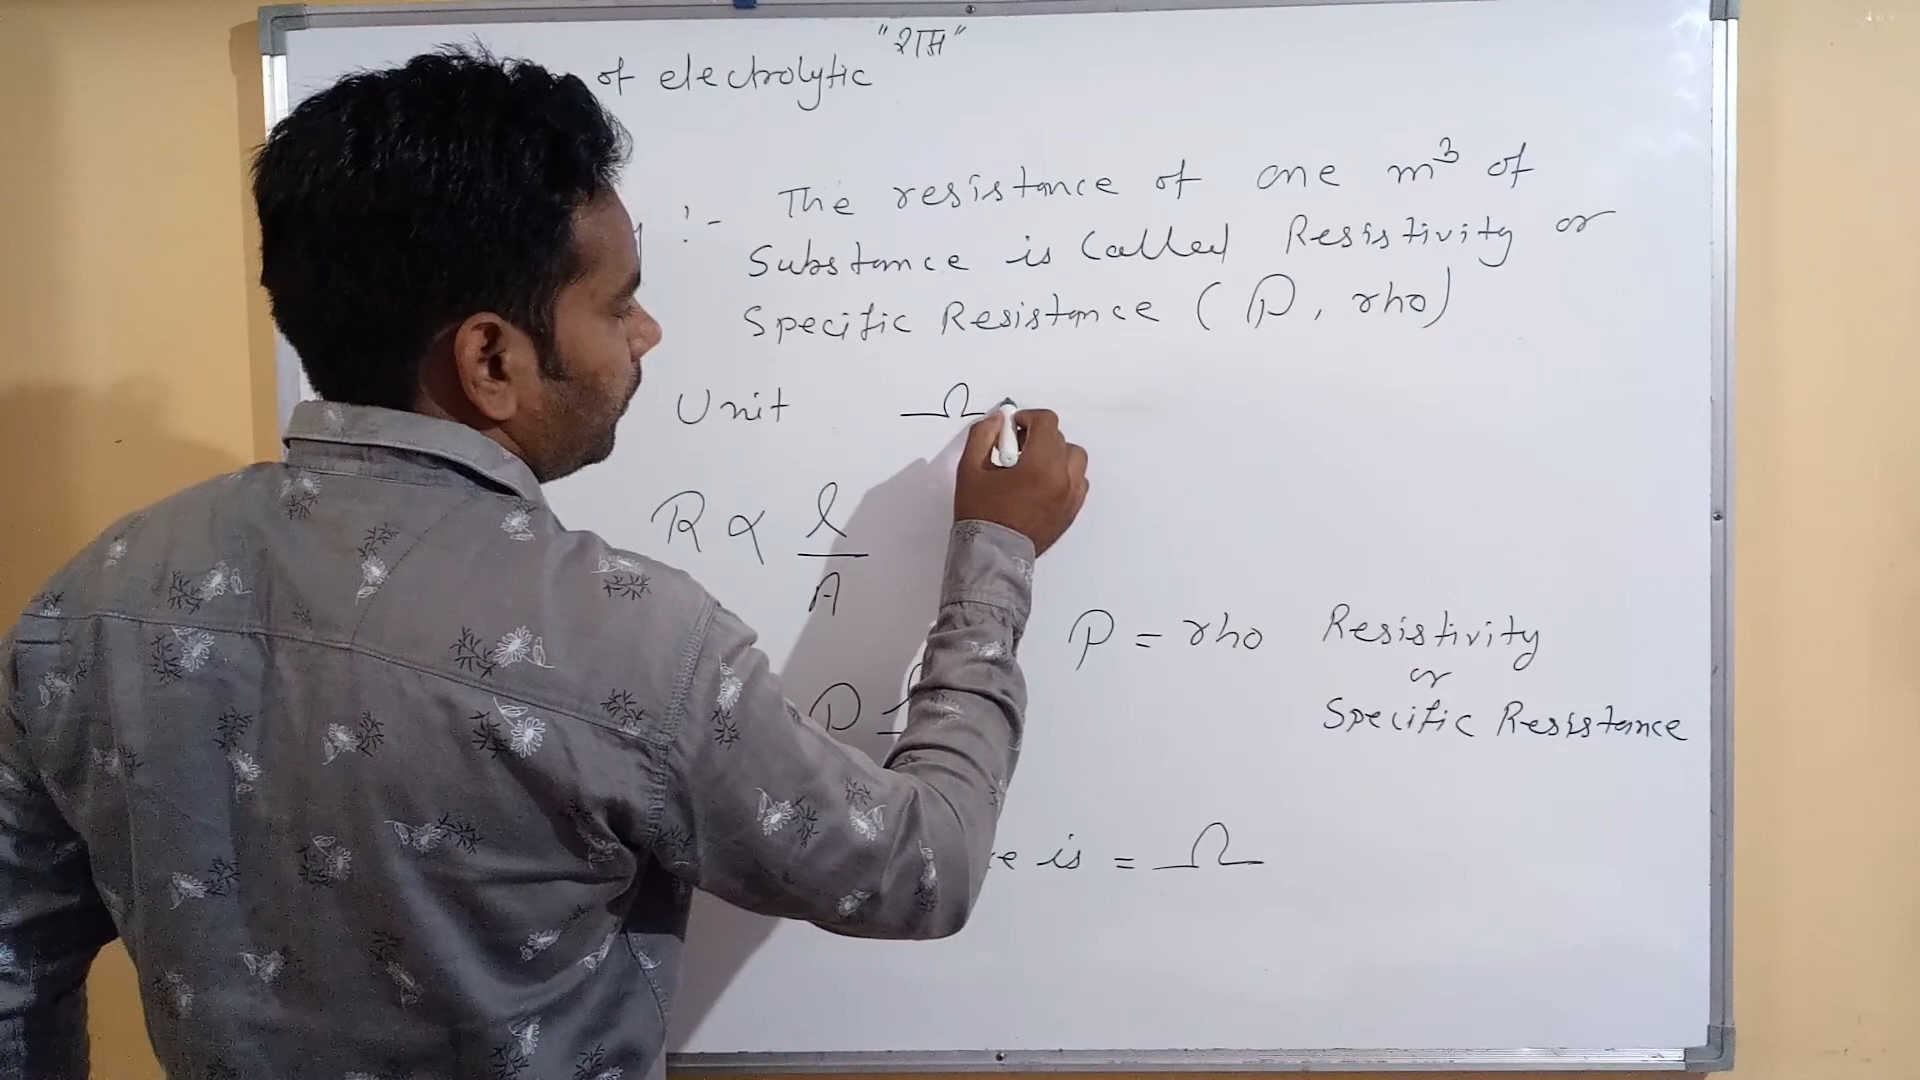 "राम"
of electrolytic
:- The resistance of one m³ of
Substance is Called Resistivity or
Specific Resistance ( ρ, rho)
Unit Ω
R ∝ l/A
ρ = rho Resistivity
or
ρ
Specific Resistance
is = Ω